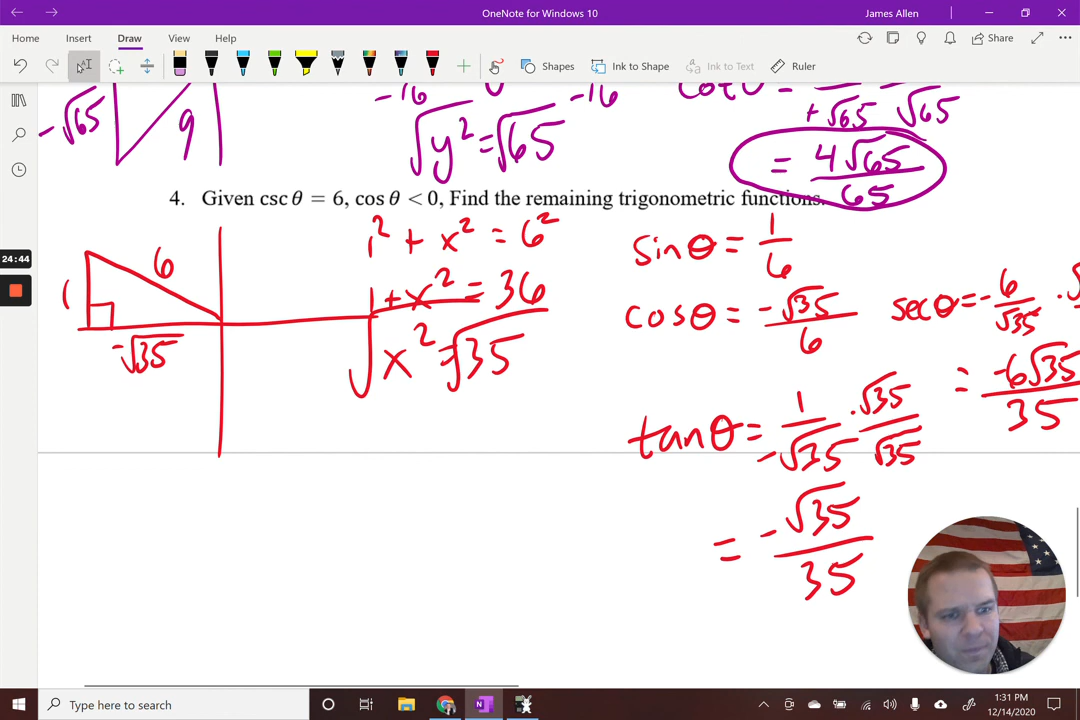 OneNote for Windows 10
James Allen
Home Insert Draw View Help
Share
Shapes Ink to Shape Ink to Text Ruler
-√65 9
-16 0 -16
√y² = √65
cot θ = +√65 √65
= 4√65/65
4. Given csc θ = 6, cos θ < 0, Find the remaining trigonometric functions.
1² + x² = 6²
1 + x² = 36
√x² = √35
1 6
-√35
sin θ = 1/6
cos θ = -√35/6
sec θ = -6/√35 ·
= -6√35/35
tan θ = 1/-√35 · √35/√35
= -√35/35
24:44
Type here to search
1:31 PM
12/14/2020